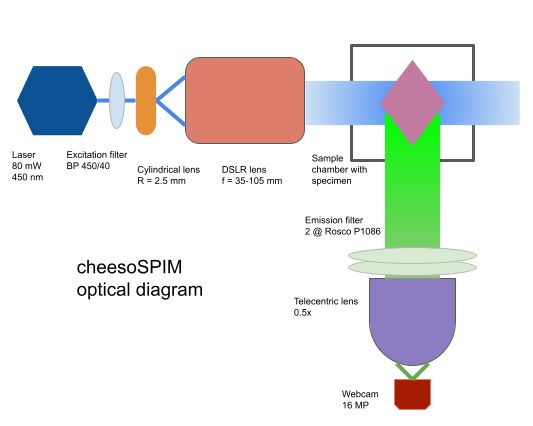 Laser
80 mW
450 nm
Excitation filter
BP 450/40
Cylindrical lens
R = 2.5 mm
DSLR lens
f = 35-105 mm
Sample
chamber with
specimen
Emission filter
2 @ Rosco P1086
cheesoSPIM
optical diagram
Telecentric lens
0.5x
Webcam
16 MP